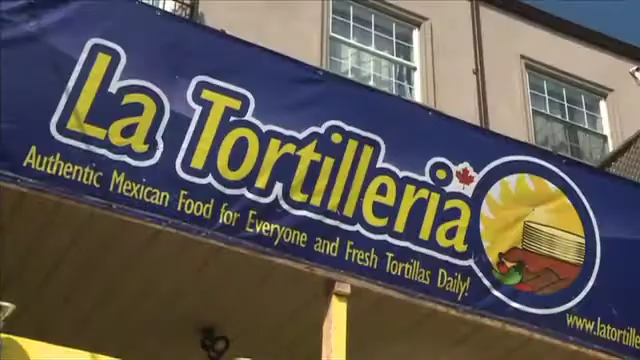 La Tortilleria
Authentic Mexican Food for Everyone and Fresh Tortillas Daily!